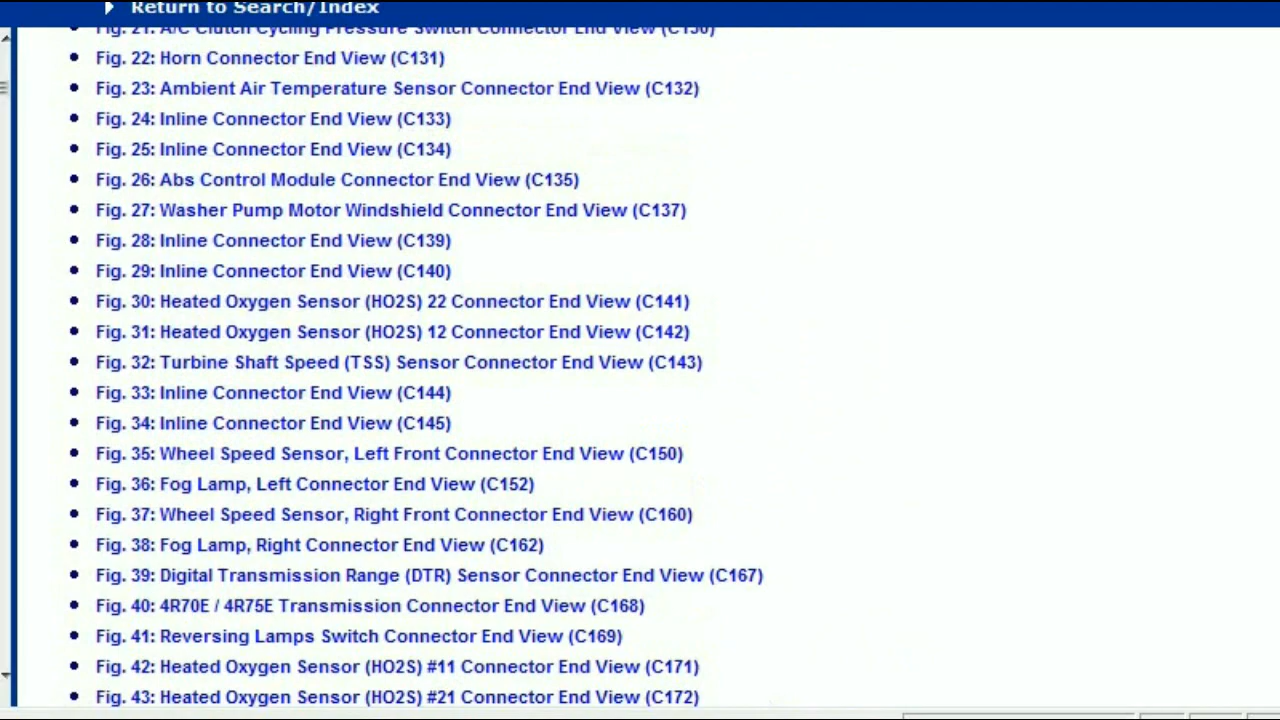 Return to Search/Index
Fig. 21: A/C Clutch Cycling Pressure Switch Connector End View (C130)
Fig. 22: Horn Connector End View (C131)
Fig. 23: Ambient Air Temperature Sensor Connector End View (C132)
Fig. 24: Inline Connector End View (C133)
Fig. 25: Inline Connector End View (C134)
Fig. 26: Abs Control Module Connector End View (C135)
Fig. 27: Washer Pump Motor Windshield Connector End View (C137)
Fig. 28: Inline Connector End View (C139)
Fig. 29: Inline Connector End View (C140)
Fig. 30: Heated Oxygen Sensor (HO2S) 22 Connector End View (C141)
Fig. 31: Heated Oxygen Sensor (HO2S) 12 Connector End View (C142)
Fig. 32: Turbine Shaft Speed (TSS) Sensor Connector End View (C143)
Fig. 33: Inline Connector End View (C144)
Fig. 34: Inline Connector End View (C145)
Fig. 35: Wheel Speed Sensor, Left Front Connector End View (C150)
Fig. 36: Fog Lamp, Left Connector End View (C152)
Fig. 37: Wheel Speed Sensor, Right Front Connector End View (C160)
Fig. 38: Fog Lamp, Right Connector End View (C162)
Fig. 39: Digital Transmission Range (DTR) Sensor Connector End View (C167)
Fig. 40: 4R70E / 4R75E Transmission Connector End View (C168)
Fig. 41: Reversing Lamps Switch Connector End View (C169)
Fig. 42: Heated Oxygen Sensor (HO2S) #11 Connector End View (C171)
Fig. 43: Heated Oxygen Sensor (HO2S) #21 Connector End View (C172)